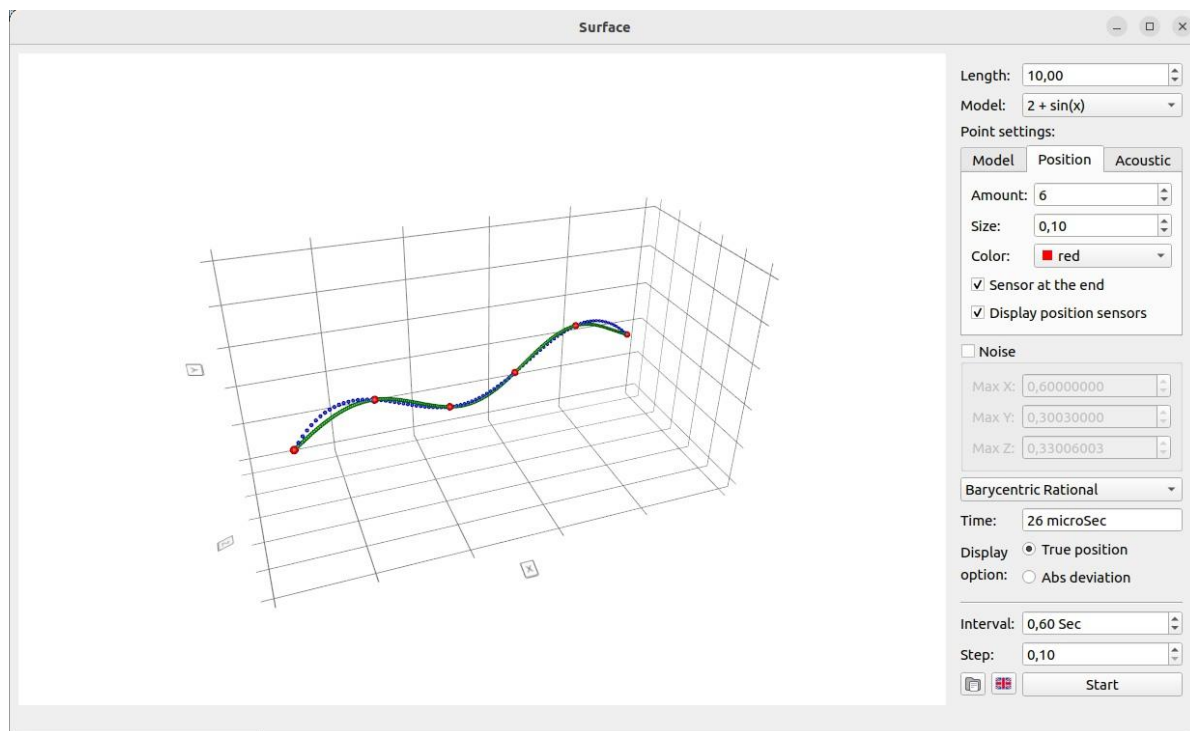 Surface
Length: 10,00
Model: 2 + sin(x)
Point settings:
Model Position Acoustic
Amount: 6
Size: 0,10
Color: red
Sensor at the end
Display position sensors
Noise
Max X: 0,60000000
Max Y: 0,30030000
Max Z: 0,33006003
Barycentric Rational
Time: 26 microSec
Display option: True position
Abs deviation
Interval: 0,60 Sec
Step: 0,10
Start
Y
X